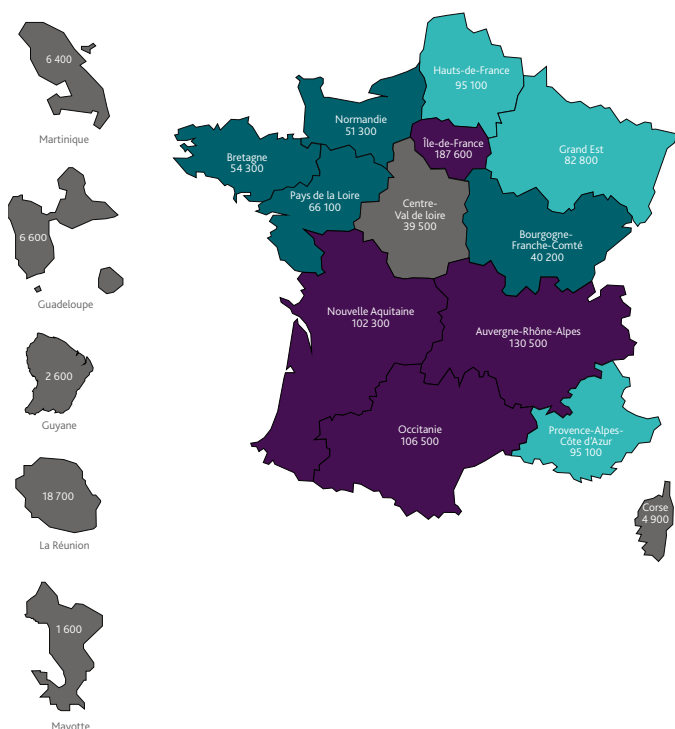 6 400
Martinique
6 600
Guadeloupe
2 600
Guyane
18 700
La Réunion
1 600
Mayotte
Hauts-de-France
95 100
Normandie
51 300
Île-de-France
187 600
Grand Est
82 800
Bretagne
54 300
Pays de la Loire
66 100
Centre-
Val de loire
39 500
Bourgogne-
Franche-Comté
40 200
Nouvelle Aquitaine
102 300
Auvergne-Rhône-Alpes
130 500
Occitanie
106 500
Provence-Alpes-
Côte d'Azur
95 100
Corse
4 900